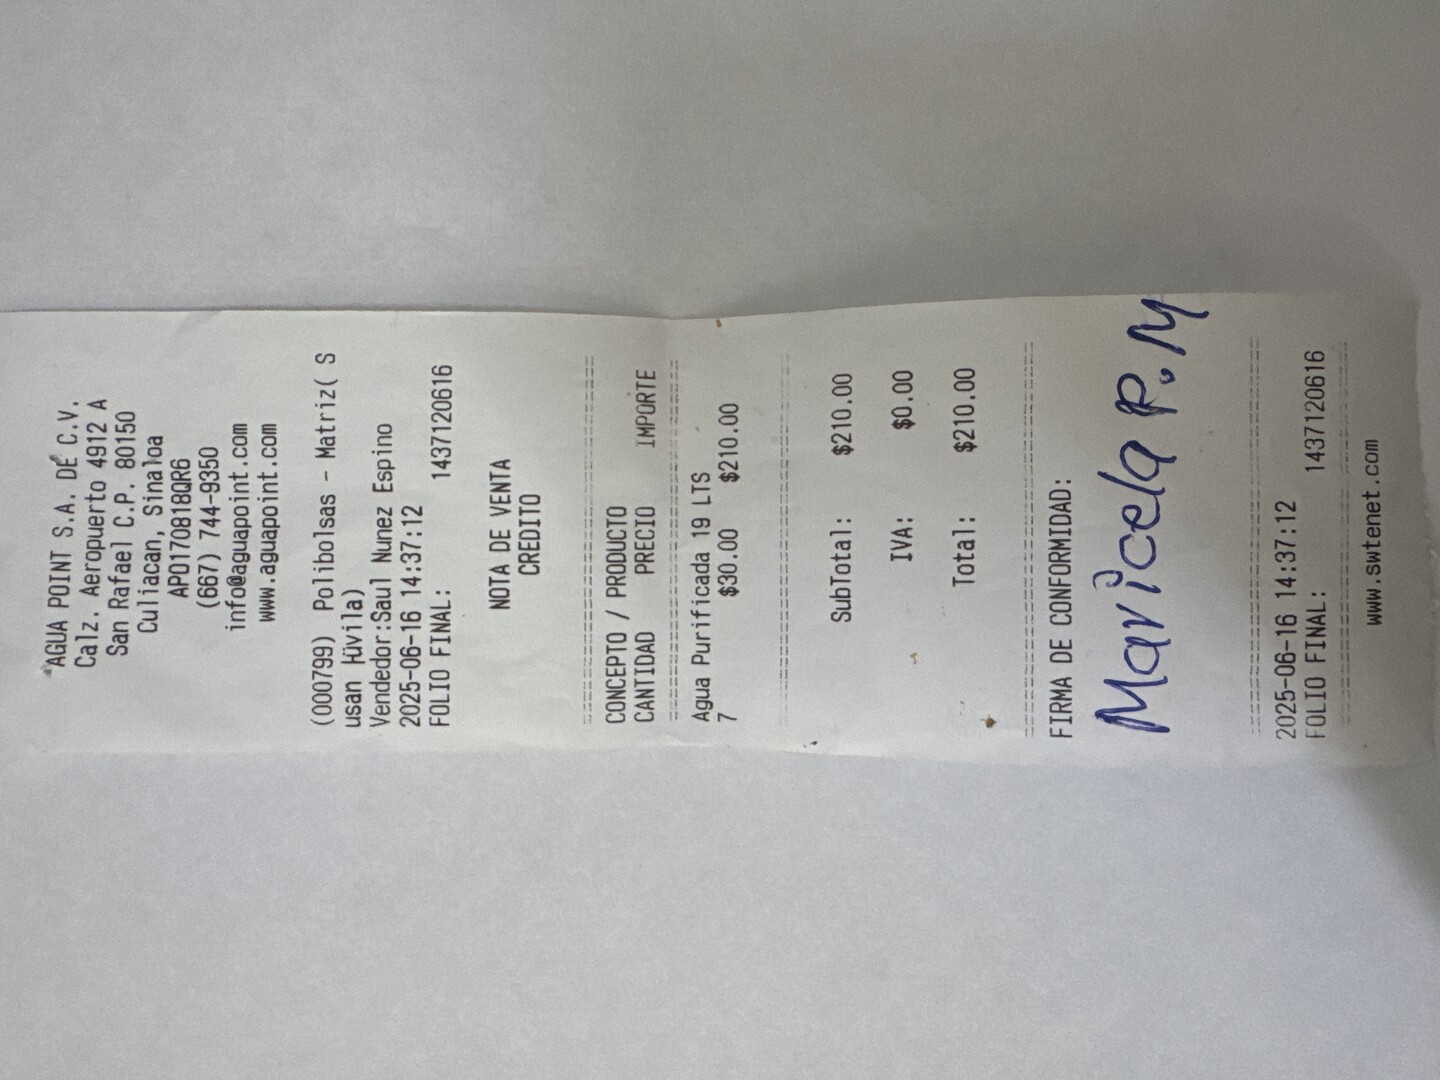 AGUA POINT S.A. DE C.V.
Calz. Aeropuerto 4912 A
San Rafael C.P. 80150
Culiacan, Sinaloa
APO170818QR6
(667) 744-9350
info@aguapoint.com
www.aguapoint.com
(000799) Polibolsas - Matriz( S
usan Húvila)
Vendedor:Saul Nunez Espino
2025-06-16 14:37:12
FOLIO FINAL: 1437120616
NOTA DE VENTA
CREDITO
CONCEPTO / PRODUCTO
CANTIDAD PRECIO IMPORTE
Agua Purificada 19 LTS
7 $30.00 $210.00
SubTotal: $210.00
IVA: $0.00
Total: $210.00
FIRMA DE CONFORMIDAD:
Maricela R.M
2025-06-16 14:37:12
FOLIO FINAL: 1437120616
www.swtenet.com